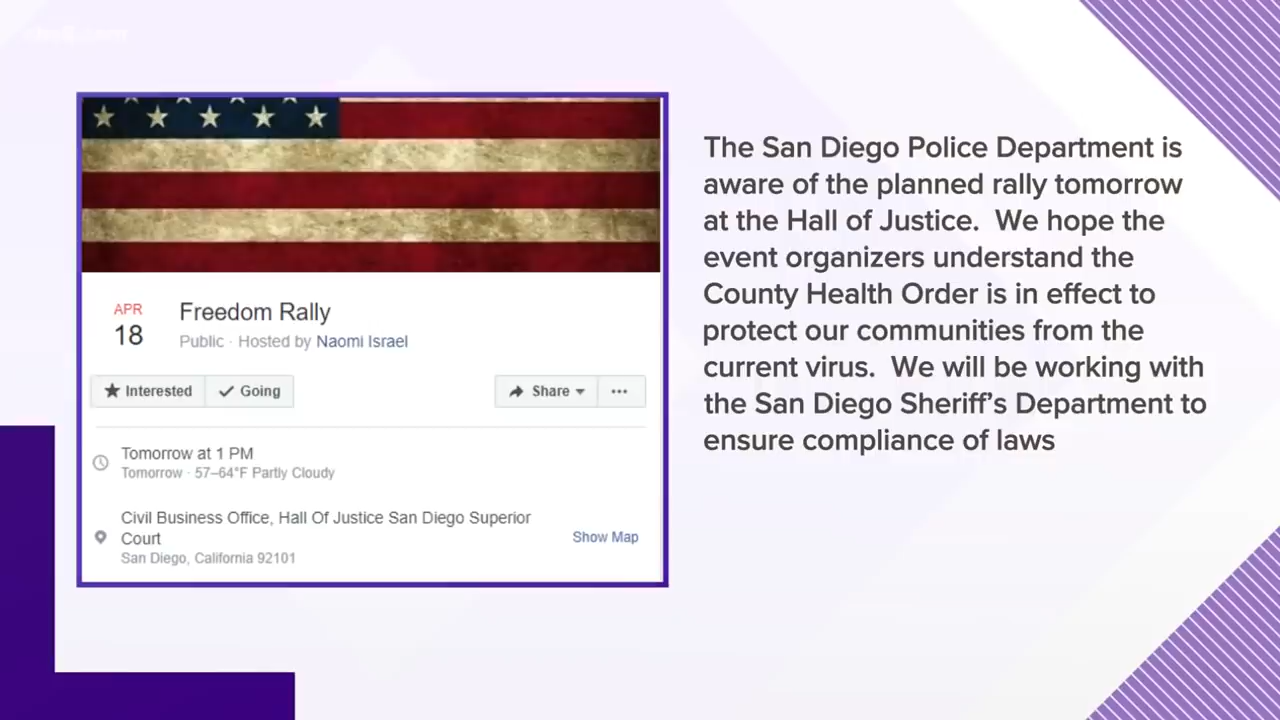 APR
18
Freedom Rally
Public · Hosted by Naomi Israel
Interested
Going
Share
Tomorrow at 1 PM
Tomorrow · 57–64°F Partly Cloudy
Civil Business Office, Hall Of Justice San Diego Superior
Court
San Diego, California 92101
Show Map
The San Diego Police Department is
aware of the planned rally tomorrow
at the Hall of Justice.  We hope the
event organizers understand the
County Health Order is in effect to
protect our communities from the
current virus.  We will be working with
the San Diego Sheriff's Department to
ensure compliance of laws